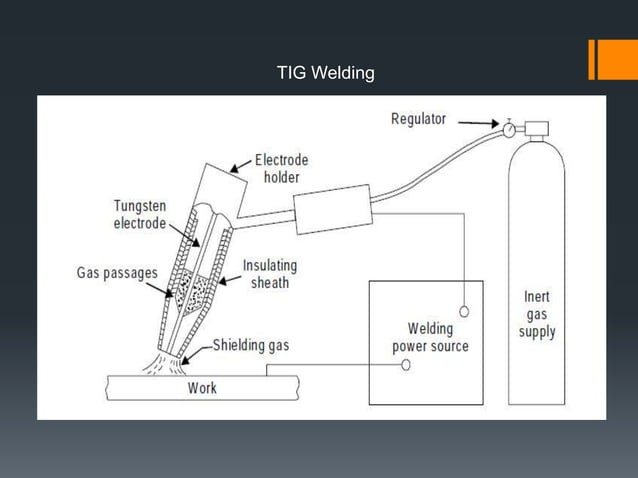 TIG Welding
Regulator
Electrode
holder
Tungsten
electrode
Gas passages
Insulating
sheath
Inert
gas
supply
Welding
power source
Shielding gas
Work